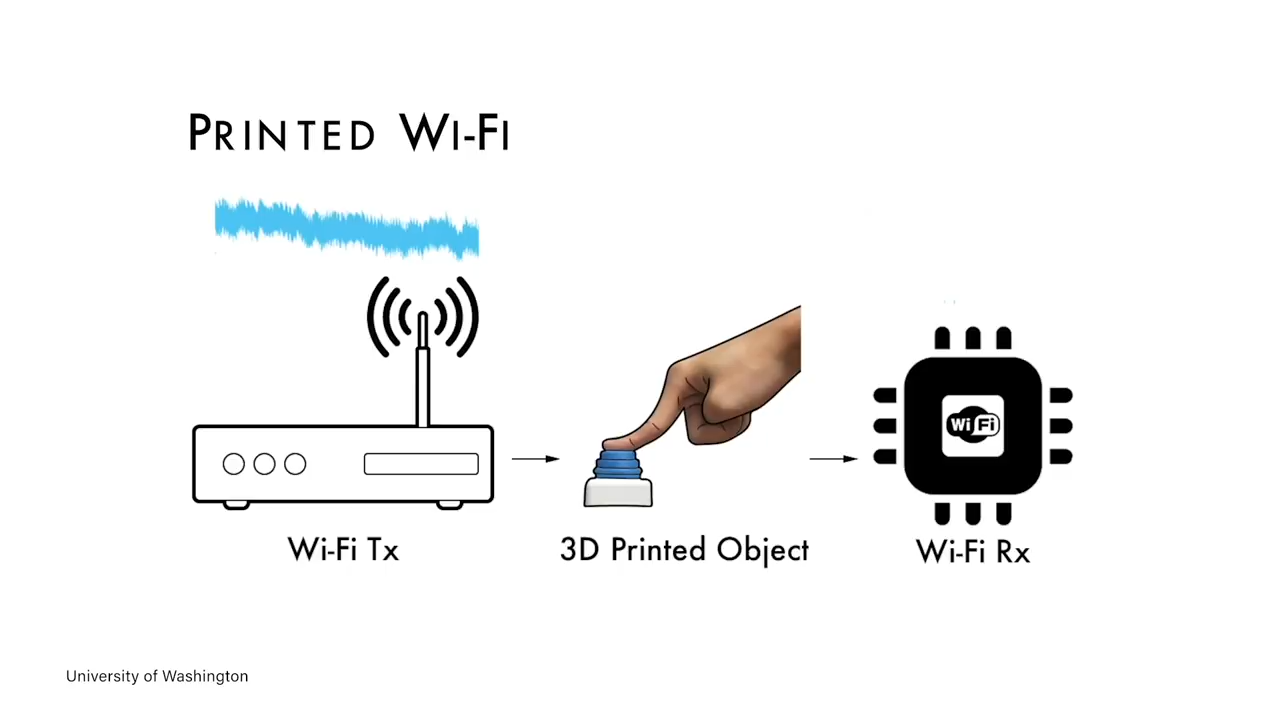 PRINTED WI-FI
Wi Fi
Wi-Fi Tx
3D Printed Object
Wi-Fi Rx
University of Washington